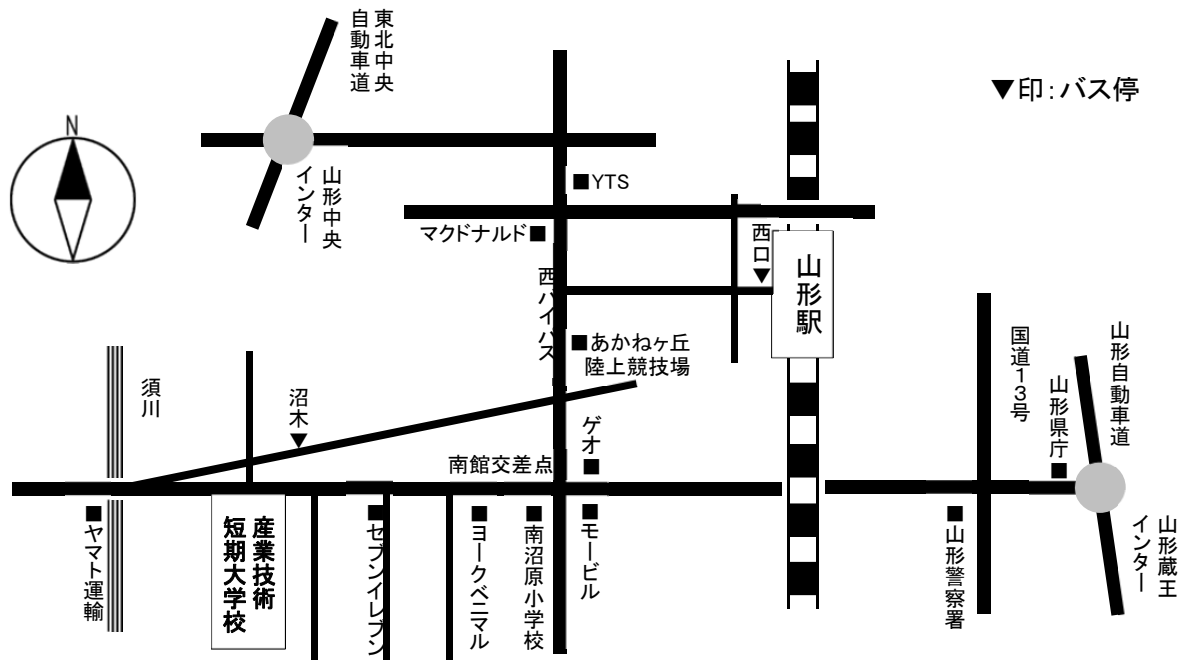 東北中央
自動車道
▼印：バス停
N
山形中央
インター
■YTS
マクドナルド■
西口▼
山形駅
西バイパス
■あかねヶ丘
陸上競技場
国道13号
山形自動車道
山形県庁■
須川
沼木▼
ゲオ■
南館交差点
■ヤマト運輸
産業技術
短期大学校
■セブンイレブン
■ヨークベニマル
■南沼原小学校
■モービル
■山形警察署
山形蔵王
インター